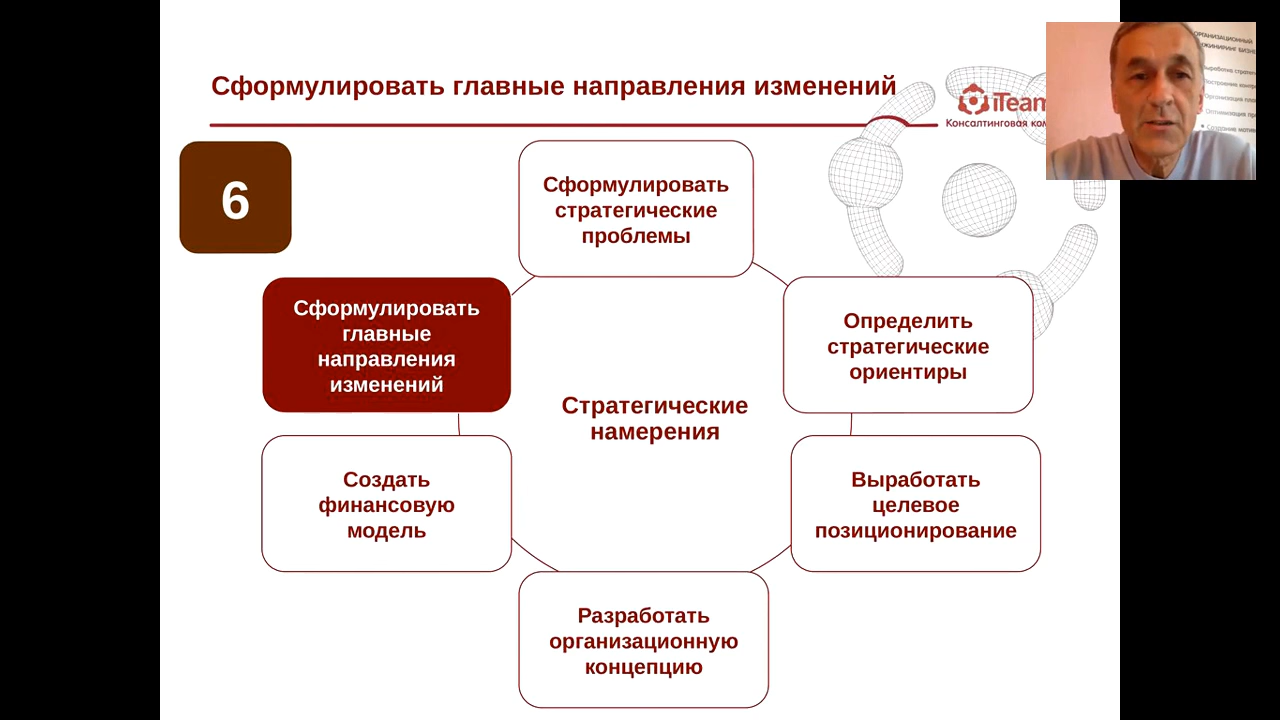 Сформулировать главные направления изменений
iTeam
Консалтинговая
6
Сформулировать
стратегические
проблемы
Сформулировать
главные
направления
изменений
Определить
стратегические
ориентиры
Стратегические
намерения
Создать
финансовую
модель
Выработать
целевое
позиционирование
Разработать
организационную
концепцию